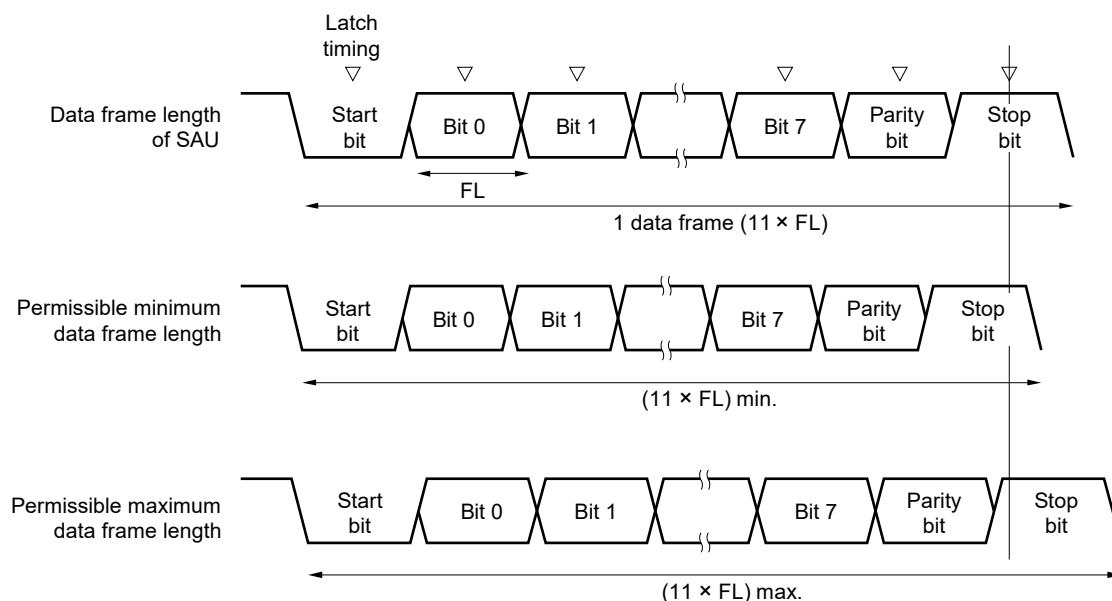 Latch
timing
Data frame length
of SAU
Start
bit
Bit 0
Bit 1
Bit 7
Parity
bit
Stop
bit
FL
1 data frame (11 × FL)
Permissible minimum
data frame length
Start
bit
Bit 0
Bit 1
Bit 7
Parity
bit
Stop
bit
(11 × FL) min.
Permissible maximum
data frame length
Start
bit
Bit 0
Bit 1
Bit 7
Parity
bit
Stop
bit
(11 × FL) max.